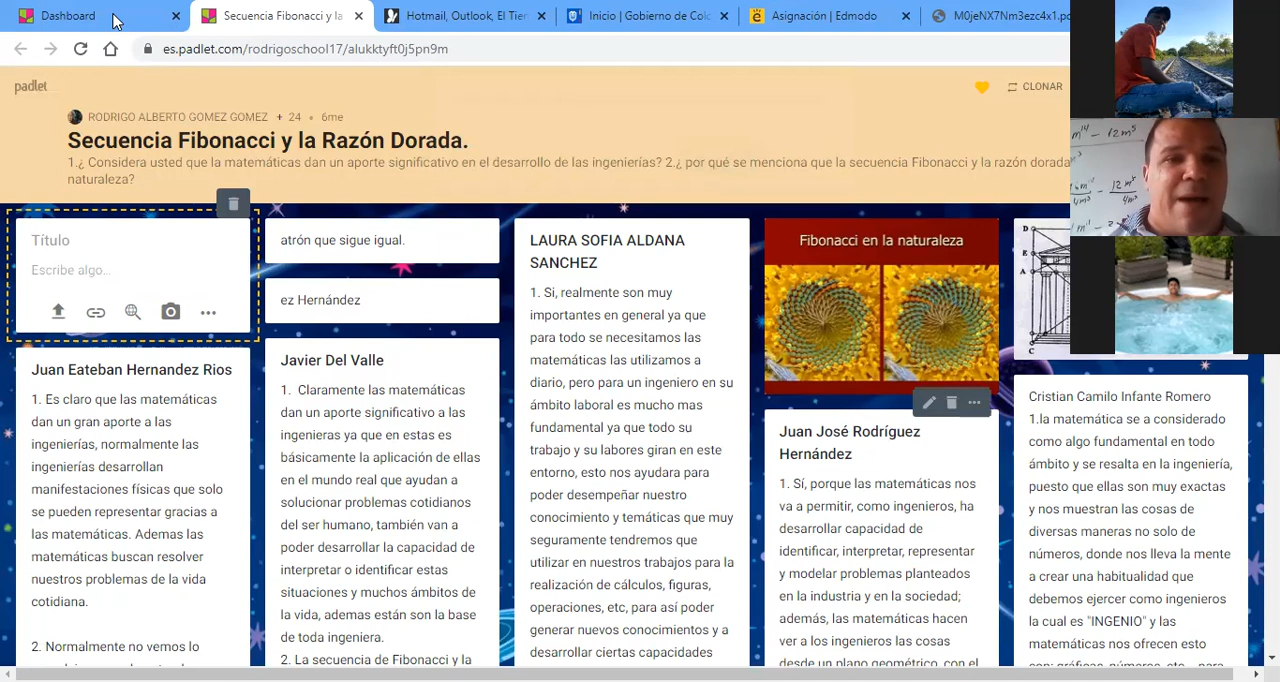 Dashboard
Secuencia Fibonacci y la
Hotmail, Outlook, El Tien
Inicio | Gobierno de Colo
Asignación | Edmodo
M0jeNX7Nm3ezc4x1.po
es.padlet.com/rodrigoschool17/alukktyft0j5pn9m
padlet
CLONAR
RODRIGO ALBERTO GOMEZ GOMEZ + 24 • 6me
Secuencia Fibonacci y la Razón Dorada.
1.¿ Considera usted que la matemáticas dan un aporte significativo en el desarrollo de las ingenierías? 2.¿ por qué se menciona que la secuencia Fibonacci y la razón dorada
naturaleza?
Título
Escribe algo...
Juan Eateban Hernandez Rios
1. Es claro que las matemáticas
dan un gran aporte a las
ingenierías, normalmente las
ingenierías desarrollan
manifestaciones físicas que solo
se pueden representar gracias a
las matemáticas. Ademas las
matemáticas buscan resolver
nuestros problemas de la vida
cotidiana.
2. Normalmente no vemos lo
atrón que sigue igual.
ez Hernández
Javier Del Valle
1. Claramente las matemáticas
dan un aporte significativo a las
ingenieras ya que en estas es
básicamente la aplicación de ellas
en el mundo real que ayudan a
solucionar problemas cotidianos
del ser humano, también van a
poder desarrollar la capacidad de
interpretar o identificar estas
situaciones y muchos ámbitos de
la vida, ademas están son la base
de toda ingeniera.
2. La secuencia de Fibonacci y la
LAURA SOFIA ALDANA
SANCHEZ
1. Si, realmente son muy
importantes en general ya que
para todo se necesitamos las
matemáticas las utilizamos a
diario, pero para un ingeniero en su
ámbito laboral es mucho mas
fundamental ya que todo su
trabajo y su labores giran en este
entorno, esto nos ayudara para
poder desempeñar nuestro
conocimiento y temáticas que muy
seguramente tendremos que
utilizar en nuestros trabajos para la
realización de cálculos, figuras,
operaciones, etc, para así poder
generar nuevos conocimientos y a
desarrollar ciertas capacidades
Fibonacci en la naturaleza
Juan José Rodríguez
Hernández
1. Sí, porque las matemáticas nos
va a permitir, como ingenieros, ha
desarrollar capacidad de
identificar, interpretar, representar
y modelar problemas planteados
en la industria y en la sociedad;
además, las matemáticas hacen
ver a los ingenieros las cosas
desde un plano geométrico, con el
D
E
A
C
Cristian Camilo Infante Romero
1.la matemática se a considerado
como algo fundamental en todo
ámbito y se resalta en la ingeniería,
puesto que ellas son muy exactas
y nos muestran las cosas de
diversas maneras no solo de
números, donde nos lleva la mente
a crear una habitualidad que
debemos ejercer como ingenieros
la cual es "INGENIO" y las
matemáticas nos ofrecen esto